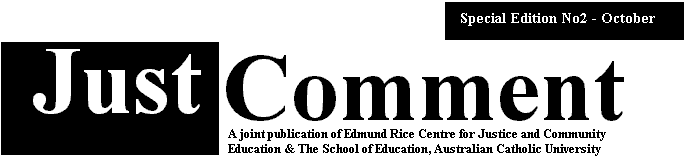 Special Edition No2 - October
Just Comment
A joint publication of Edmund Rice Centre for Justice and Community
Education & The School of Education, Australian Catholic University